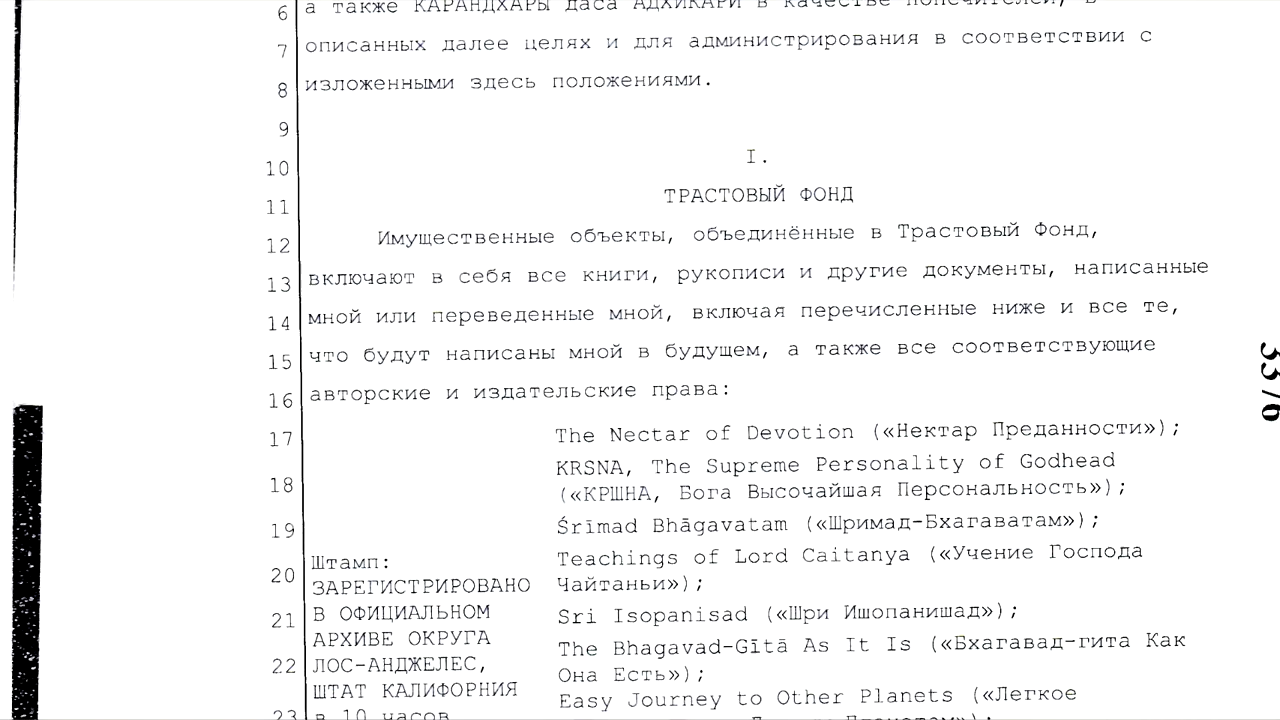 6 а также КАРАНДХАРЫ даса АДХИКАРИ в качестве попечителей, в
7 описанных далее целях и для администрирования в соответствии с
8 изложенными здесь положениями.
9
10 I.
11 ТРАСТОВЫЙ ФОНД
12 Имущественные объекты, объединённые в Трастовый Фонд,
13 включают в себя все книги, рукописи и другие документы, написанные
14 мной или переведенные мной, включая перечисленные ниже и все те,
15 что будут написаны мной в будущем, а также все соответствующие
16 авторские и издательские права:
17 The Nectar of Devotion («Нектар Преданности»);
18 KRSNA, The Supreme Personality of Godhead
(«КРШНА, Бога Высочайшая Персональность»);
19 Śrīmad Bhāgavatam («Шримад-Бхагаватам»);
20 Teachings of Lord Caitanya («Учение Господа
Чайтаньи»);
21 Sri Isopanisad («Шри Ишопанишад»);
22 The Bhagavad-Gītā As It Is («Бхагавад-гита Как
Она Есть»);
23 Easy Journey to Other Planets («Легкое
Штамп:
ЗАРЕГИСТРИРОВАНО
В ОФИЦИАЛЬНОМ
АРХИВЕ ОКРУГА
ЛОС-АНДЖЕЛЕС,
ШТАТ КАЛИФОРНИЯ
в 10 часов
3376